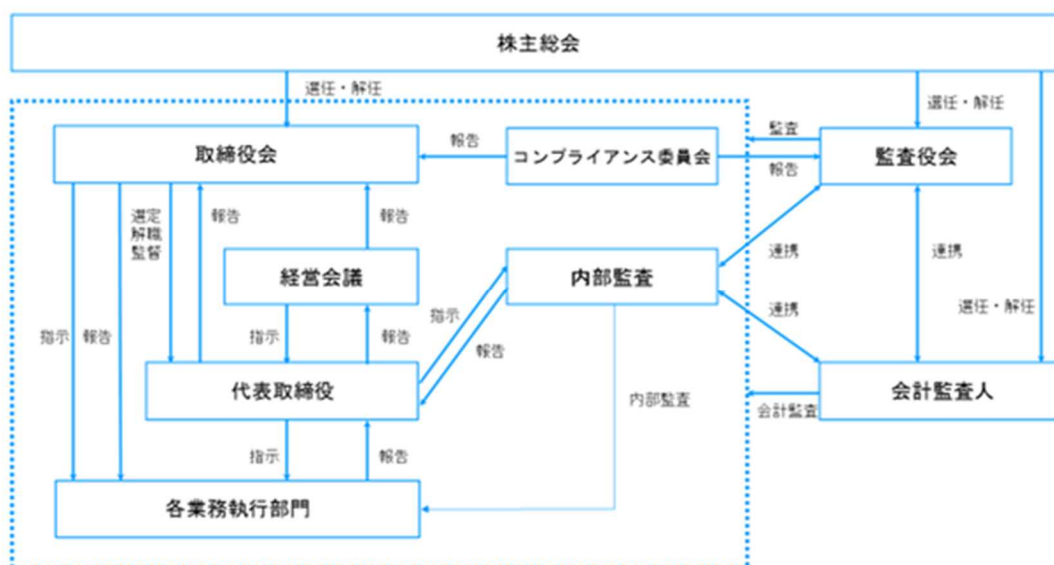 株主総会
選任・解任
選任・解任
監査
取締役会
報告
コンプライアンス委員会
監査役会
報告
選定
解職
監督
報告
報告
経営会議
内部監査
連携
連携
指示
報告
指示
報告
指示
報告
連携
選任・解任
代表取締役
会計監査人
内部監査
会計監査
指示
報告
各業務執行部門